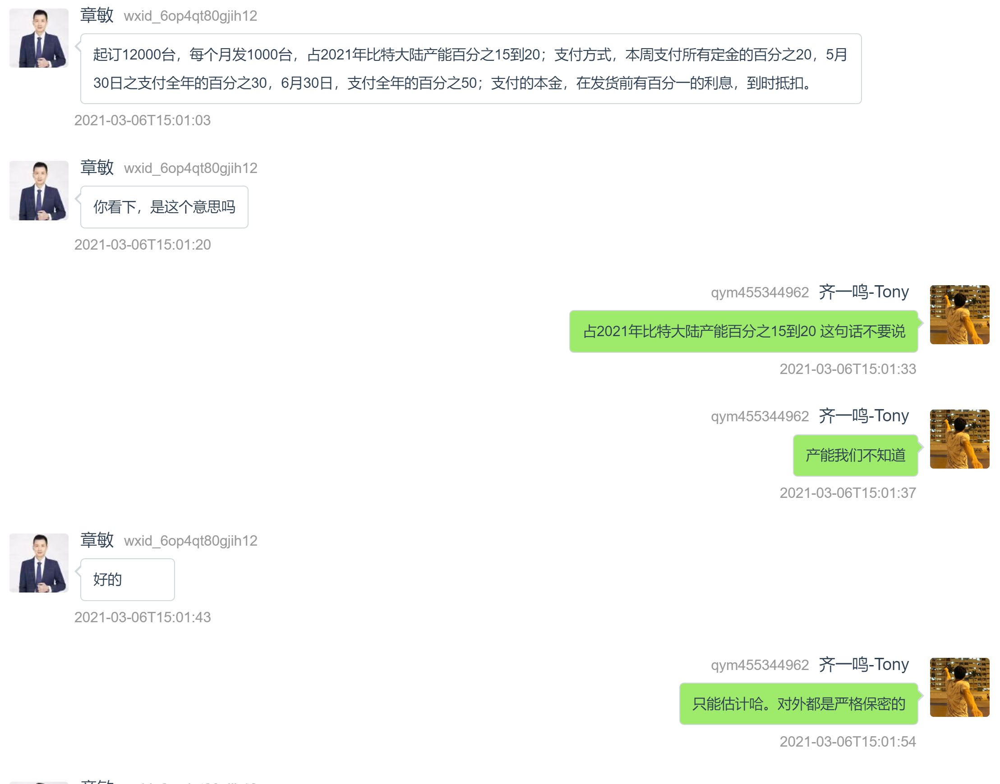 章敏 wxid_6op4qt80gjih12
起订12000台，每个月发1000台，占2021年比特大陆产能百分之15到20；支付方式，本周支付所有定金的百分之20，5月
30日之支付全年的百分之30，6月30日，支付全年的百分之50；支付的本金，在发货前有百分一的利息，到时抵扣。
2021-03-06T15:01:03
章敏 wxid_6op4qt80gjih12
你看下，是这个意思吗
2021-03-06T15:01:20
qym455344962 齐一鸣-Tony
占2021年比特大陆产能百分之15到20 这句话不要说
2021-03-06T15:01:33
qym455344962 齐一鸣-Tony
产能我们不知道
2021-03-06T15:01:37
章敏 wxid_6op4qt80gjih12
好的
2021-03-06T15:01:43
qym455344962 齐一鸣-Tony
只能估计哈。对外都是严格保密的
2021-03-06T15:01:54